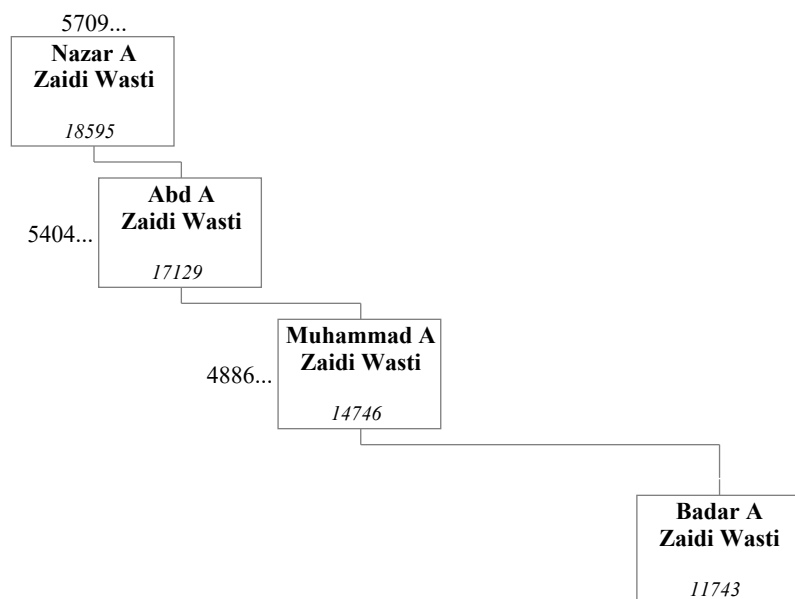 5709...
Nazar A
Zaidi Wasti
18595
Abd A
Zaidi Wasti
5404...
17129
Muhammad A
Zaidi Wasti
4886...
14746
Badar A
Zaidi Wasti
11743